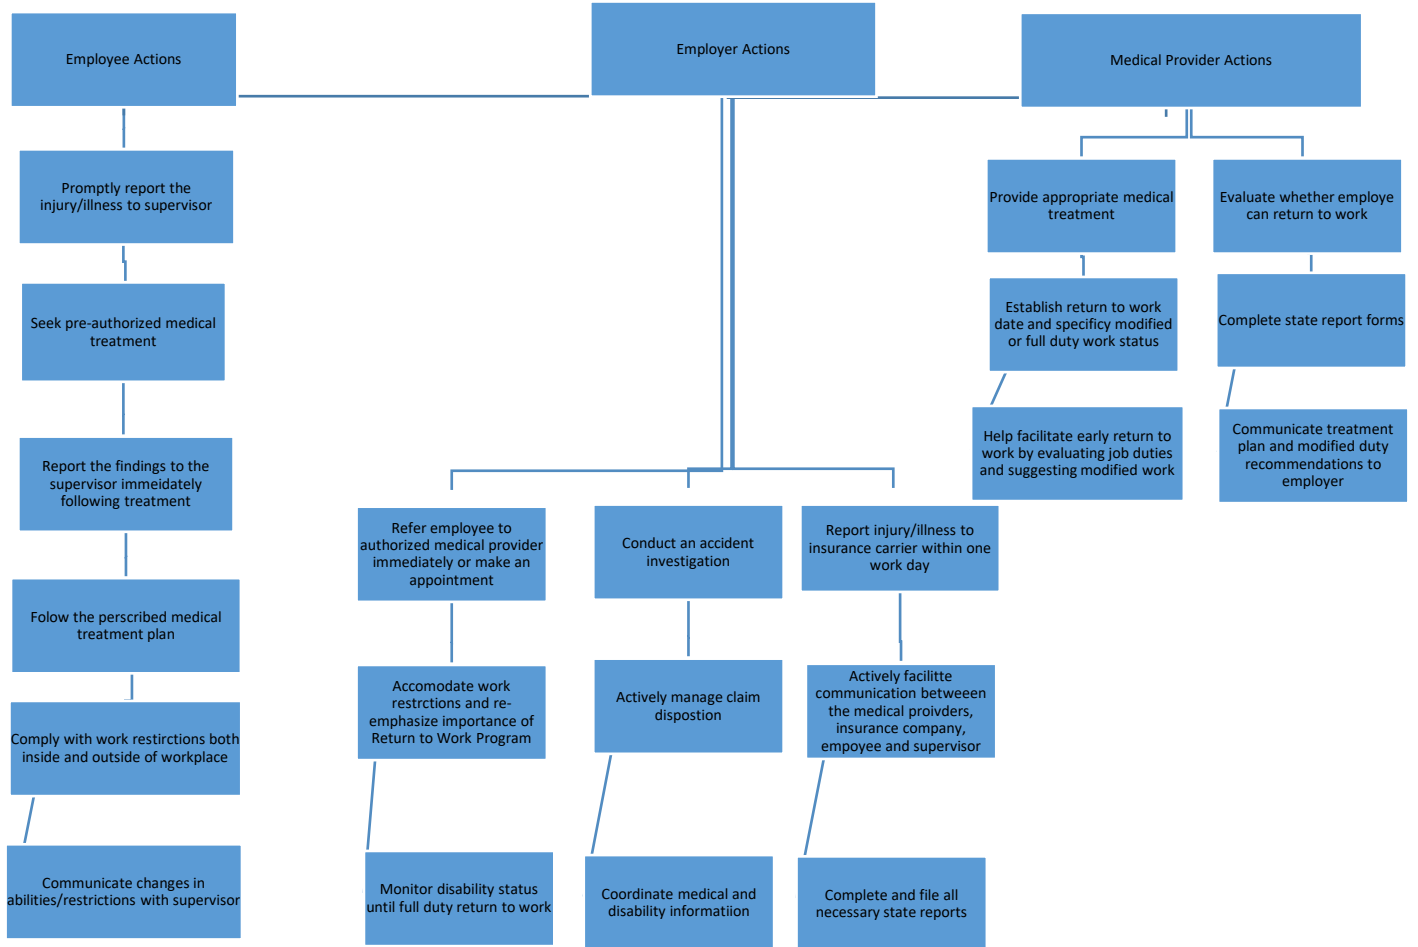 Employee Actions
Employer Actions
Medical Provider Actions
Promptly report the
injury/illness to supervisor
Seek pre-authorized medical
treatment
Report the findings to the
supervisor immeidately
following treatment
Folow the perscribed medical
treatment plan
Comply with work restirctions both
inside and outside of workplace
Communicate changes in
abilities/restrictions with supervisor
Refer employee to
authorized medical provider
immediately or make an
appointment
Accomodate work
restrctions and re-
emphasize importance of
Return to Work Program
Monitor disability status
until full duty return to work
Conduct an accident
investigation
Actively manage claim
dispostion
Coordinate medical and
disability informatiion
Report injury/illness to
insurance carrier within one
work day
Actively facilitte
communication betweeen
the medical proivders,
insurance company,
empoyee and supervisor
Complete and file all
necessary state reports
Provide appropriate medical
treatment
Establish return to work
date and specificy modified
or full duty work status
Help facilitate early return to
work by evaluating job duties
and suggesting modified work
Evaluate whether employe
can return to work
Complete state report forms
Communicate treatment
plan and modified duty
recommendations to
employer